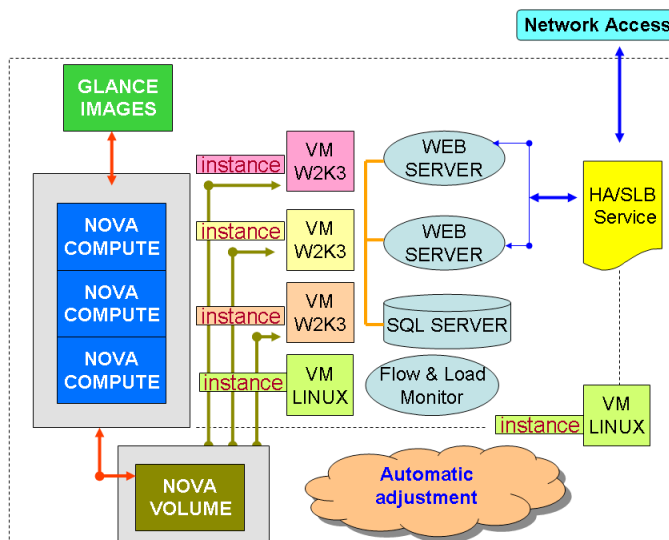 Network Access
GLANCE
IMAGES
instance
VM
W2K3
WEB
SERVER
HA/SLB
Service
NOVA
COMPUTE
instance
VM
W2K3
WEB
SERVER
NOVA
COMPUTE
instance
VM
W2K3
SQL SERVER
NOVA
COMPUTE
instance
VM
LINUX
Flow & Load
Monitor
instance
VM
LINUX
NOVA
VOLUME
Automatic
adjustment